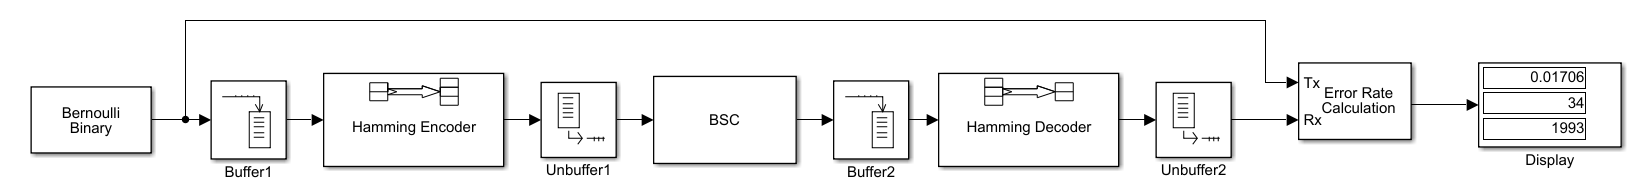 Bernoulli
Binary
Buffer1
Hamming Encoder
Unbuffer1
BSC
Buffer2
Hamming Decoder
Unbuffer2
Tx
Rx
Error Rate
Calculation
0.01706
34
1993
Display